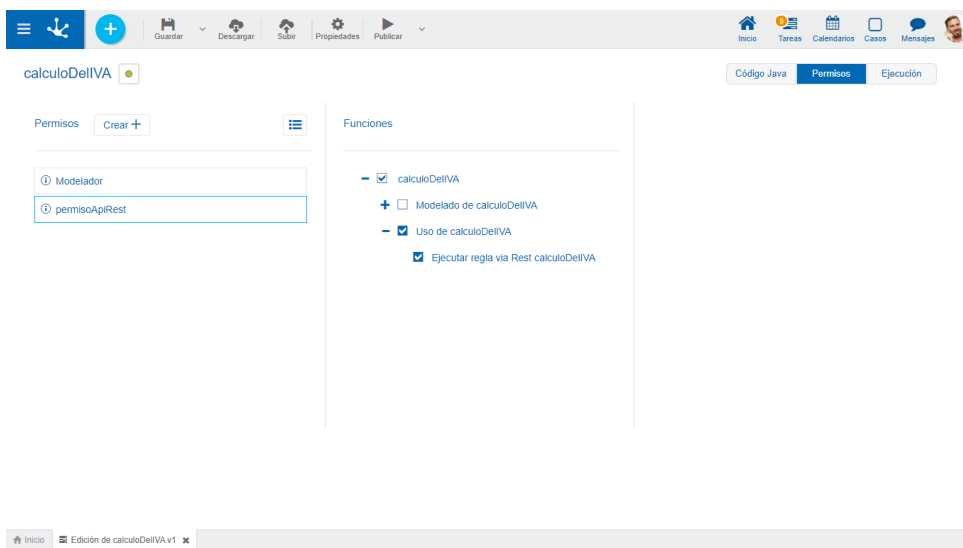 Guardar
Descargar
Subir
Propiedades
Publicar
Inicio
0
Tareas
Calendarios
Casos
Mensajes
calculoDelIVA
Código Java
Permisos
Ejecución
Permisos
Crear
Funciones
Modelador
permisoApiRest
calculoDelIVA
Modelado de calculoDelIVA
Uso de calculoDelIVA
Ejecutar regla via Rest calculoDelIVA
Inicio
Edición de calculoDelIVA v1